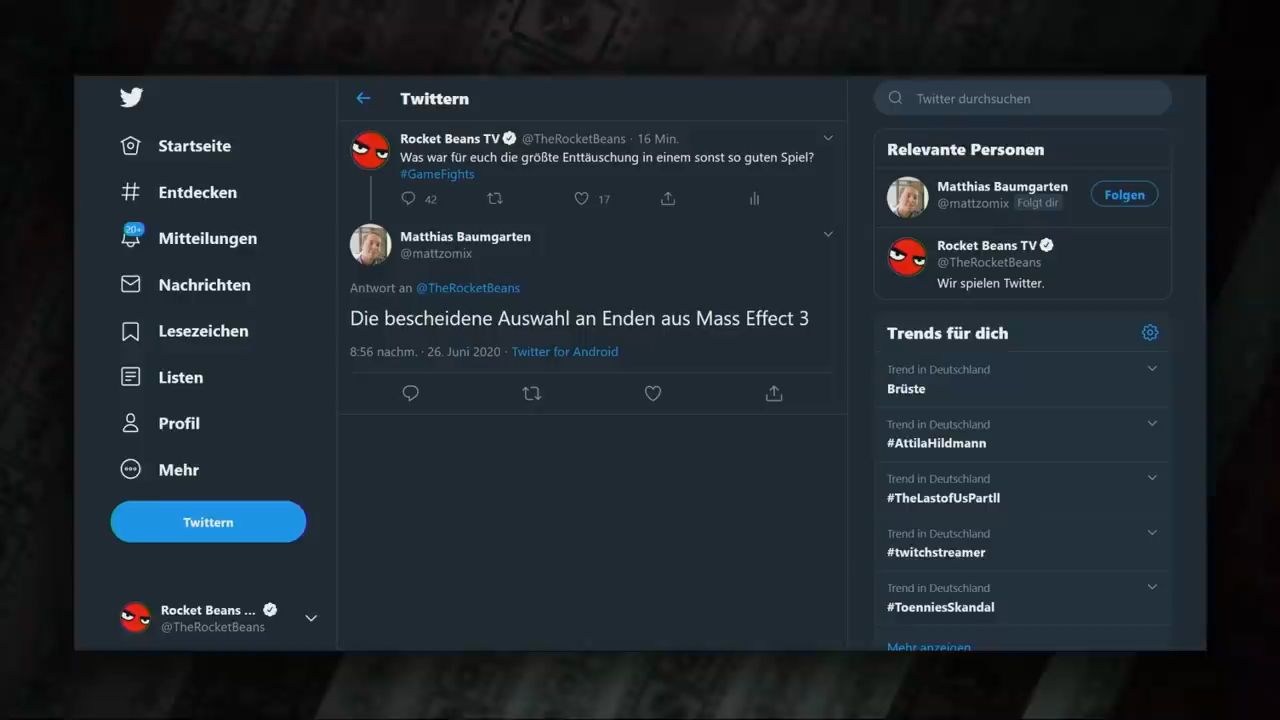 Startseite
Entdecken
20+
Mitteilungen
Nachrichten
Lesezeichen
Listen
Profil
Mehr
Twittern
Rocket Beans ...
@TheRocketBeans
Twittern
Rocket Beans TV @TheRocketBeans · 16 Min.
Was war für euch die größte Enttäuschung in einem sonst so guten Spiel?
#GameFights
42
17
Matthias Baumgarten
@mattzomix
Antwort an @TheRocketBeans
Die bescheidene Auswahl an Enden aus Mass Effect 3
8:56 nachm. · 26. Juni 2020 · Twitter for Android
Twitter durchsuchen
Relevante Personen
Matthias Baumgarten
@mattzomix Folgt dir
Folgen
Rocket Beans TV
@TheRocketBeans
Wir spielen Twitter.
Trends für dich
Trend in Deutschland
Brüste
Trend in Deutschland
#AttilaHildmann
Trend in Deutschland
#TheLastofUsPartII
Trend in Deutschland
#twitchstreamer
Trend in Deutschland
#ToenniesSkandal
Mehr anzeigen